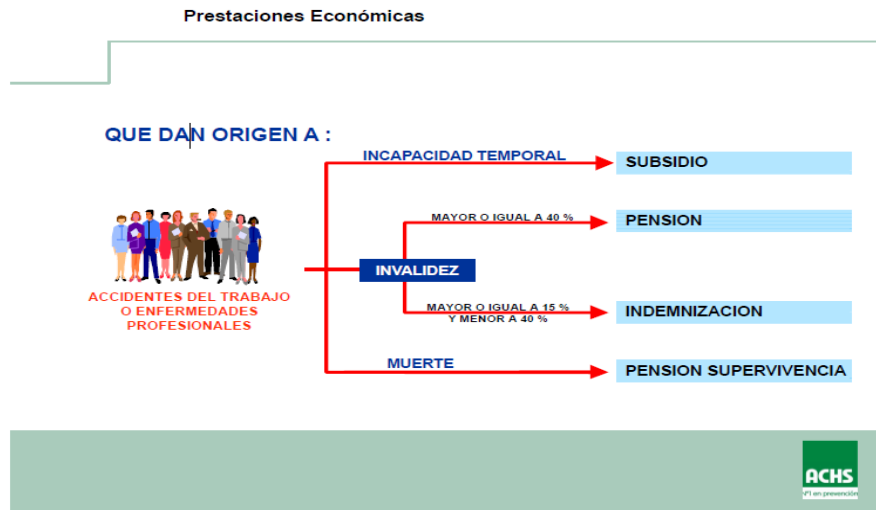 Prestaciones Económicas
QUE DAN ORIGEN A :
INCAPACIDAD TEMPORAL
SUBSIDIO
MAYOR O IGUAL A 40 %
PENSION
INVALIDEZ
ACCIDENTES DEL TRABAJO
O ENFERMEDADES
PROFESIONALES
MAYOR O IGUAL A 15 %
Y MENOR A 40 %
INDEMNIZACION
MUERTE
PENSION SUPERVIVENCIA
ACHS
Nº1 en prevención